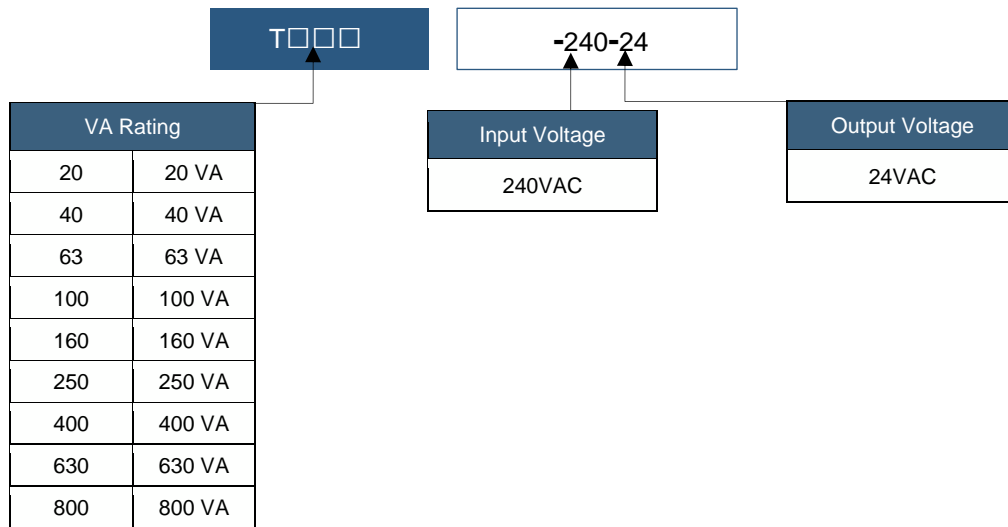 T□□□
-240-24
VA Rating
20 20 VA
40 40 VA
63 63 VA
100 100 VA
160 160 VA
250 250 VA
400 400 VA
630 630 VA
800 800 VA
Input Voltage
240VAC
Output Voltage
24VAC